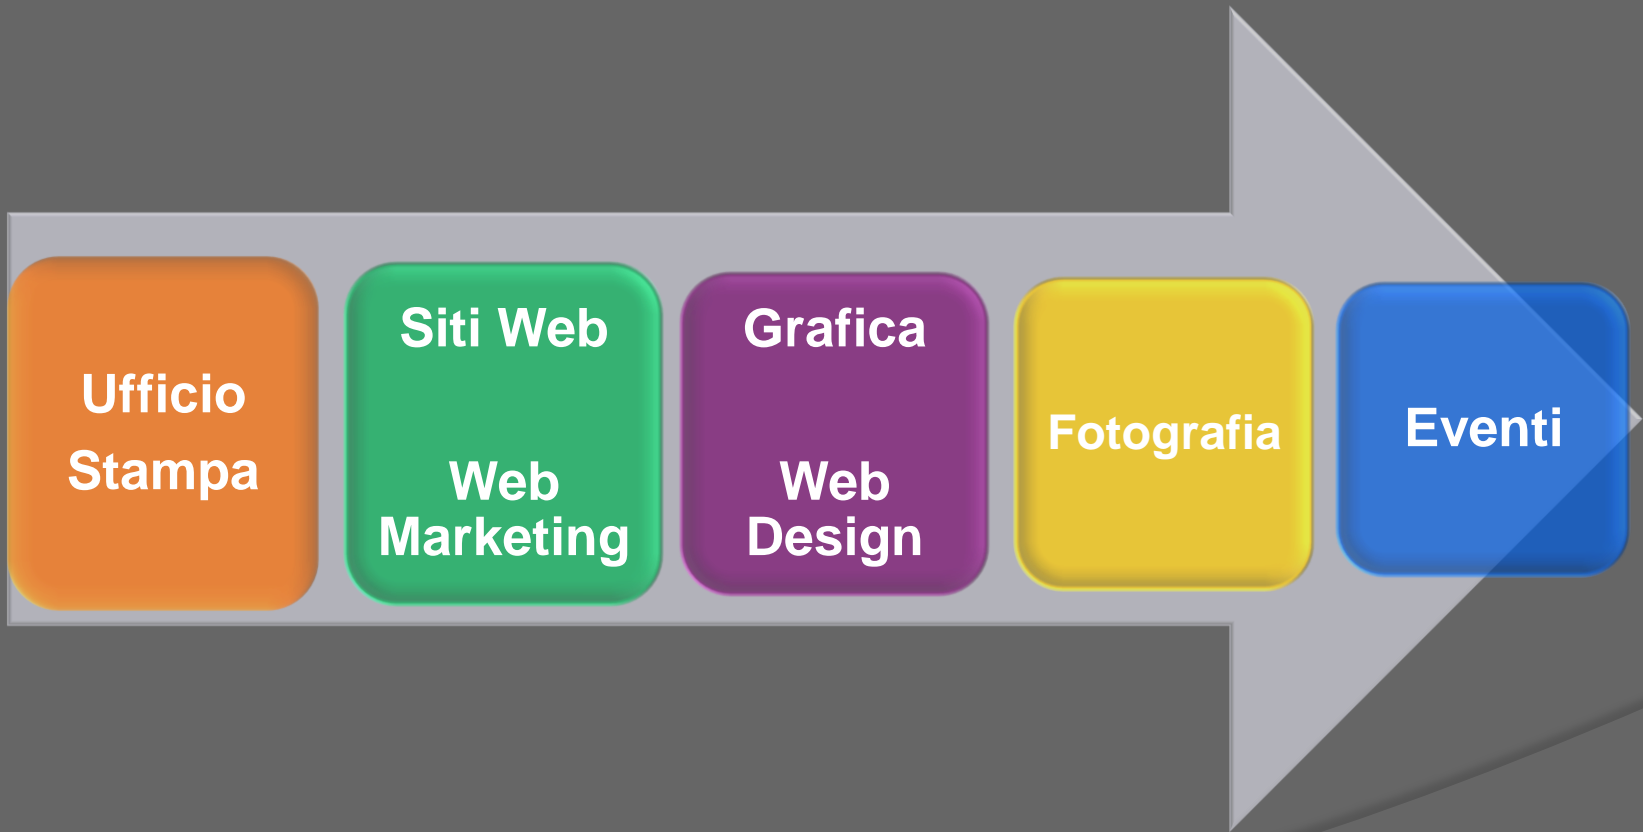 Ufficio
Stampa
Siti Web
Web
Marketing
Grafica
Web
Design
Fotografia
Eventi